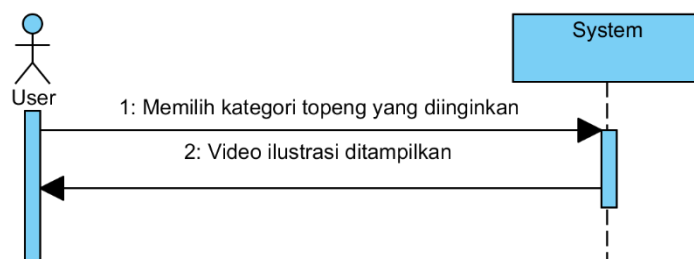 System
User
1: Memilih kategori topeng yang diinginkan
2: Video ilustrasi ditampilkan